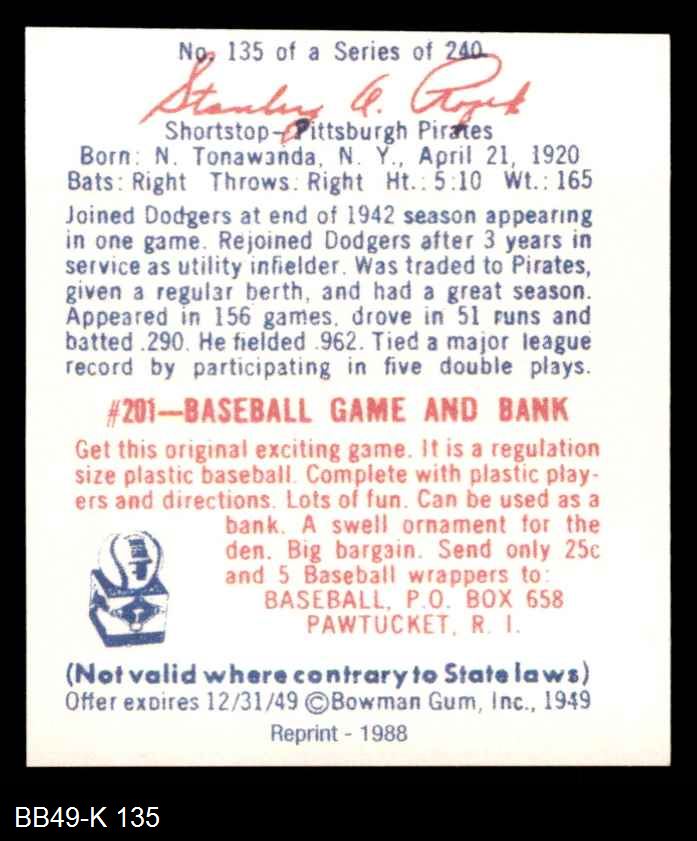 No. 135 of a Series of 240
Stanley A. Rojek
Shortstop—Pittsburgh Pirates
Born: N. Tonawanda, N. Y., April 21, 1920
Bats: Right Throws: Right Ht.: 5:10 Wt.: 165
Joined Dodgers at end of 1942 season appearing
in one game. Rejoined Dodgers after 3 years in
service as utility infielder. Was traded to Pirates,
given a regular berth, and had a great season.
Appeared in 156 games, drove in 51 runs and
batted .290. He fielded .962. Tied a major league
record by participating in five double plays.
#201—BASEBALL GAME AND BANK
Get this original exciting game. It is a regulation
size plastic baseball. Complete with plastic play-
ers and directions. Lots of fun. Can be used as a
bank. A swell ornament for the
den. Big bargain. Send only 25c
and 5 Baseball wrappers to:
BASEBALL, P.O. BOX 658
PAWTUCKET, R. I.
(Not valid where contrary to State laws)
Offer expires 12/31/49 ©Bowman Gum, Inc., 1949
Reprint - 1988
BB49-K 135